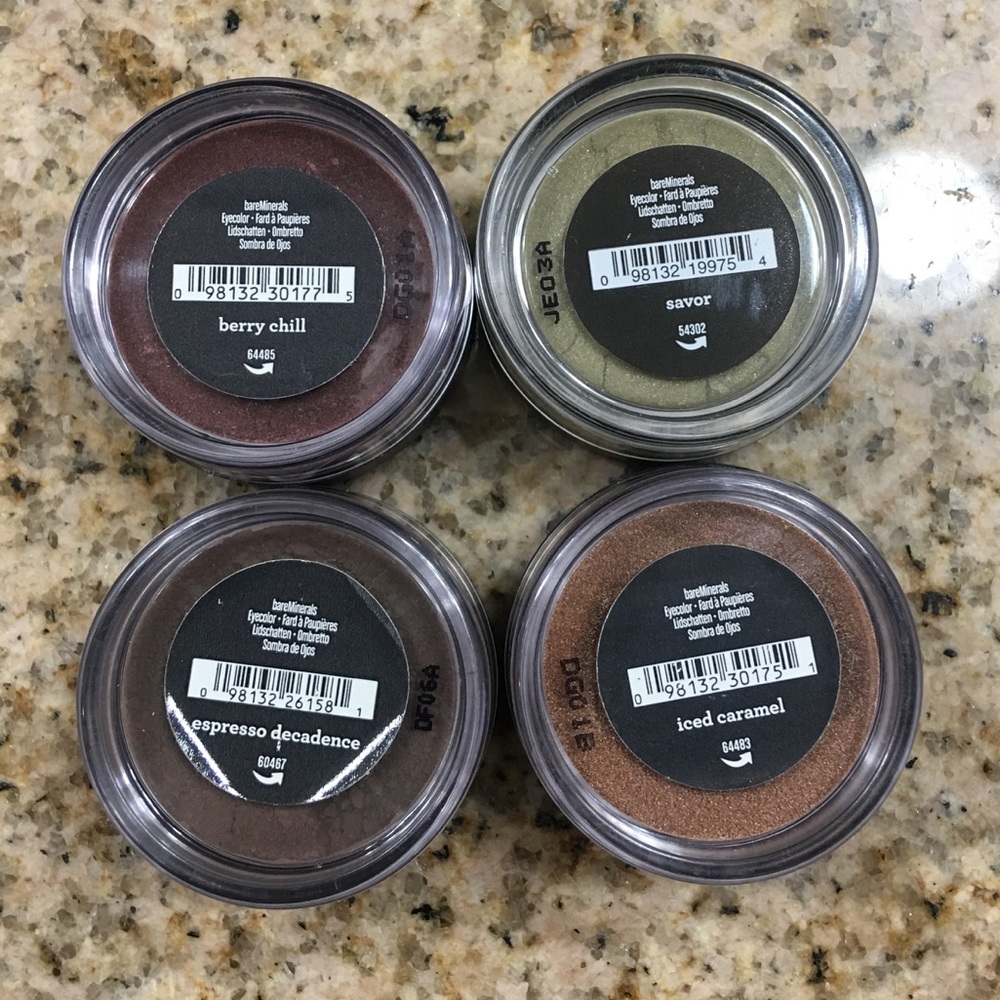 bareMinerals
Eyecolor • Fard à Paupières
Lidschatten • Ombretto
Sombra de Ojos
0 98132 30177 5
berry chill
64485
DG01A
bareMinerals
Eyecolor • Fard à Paupières
Lidschatten • Ombretto
Sombra de Ojos
0 98132 19975 4
savor
54302
JE03A
bareMinerals
Eyecolor • Fard à Paupières
Lidschatten • Ombretto
Sombra de Ojos
0 98132 26158 1
espresso decadence
60467
DF06A
bareMinerals
Eyecolor • Fard à Paupières
Lidschatten • Ombretto
Sombra de Ojos
0 98132 30175 1
iced caramel
64483
DG01B